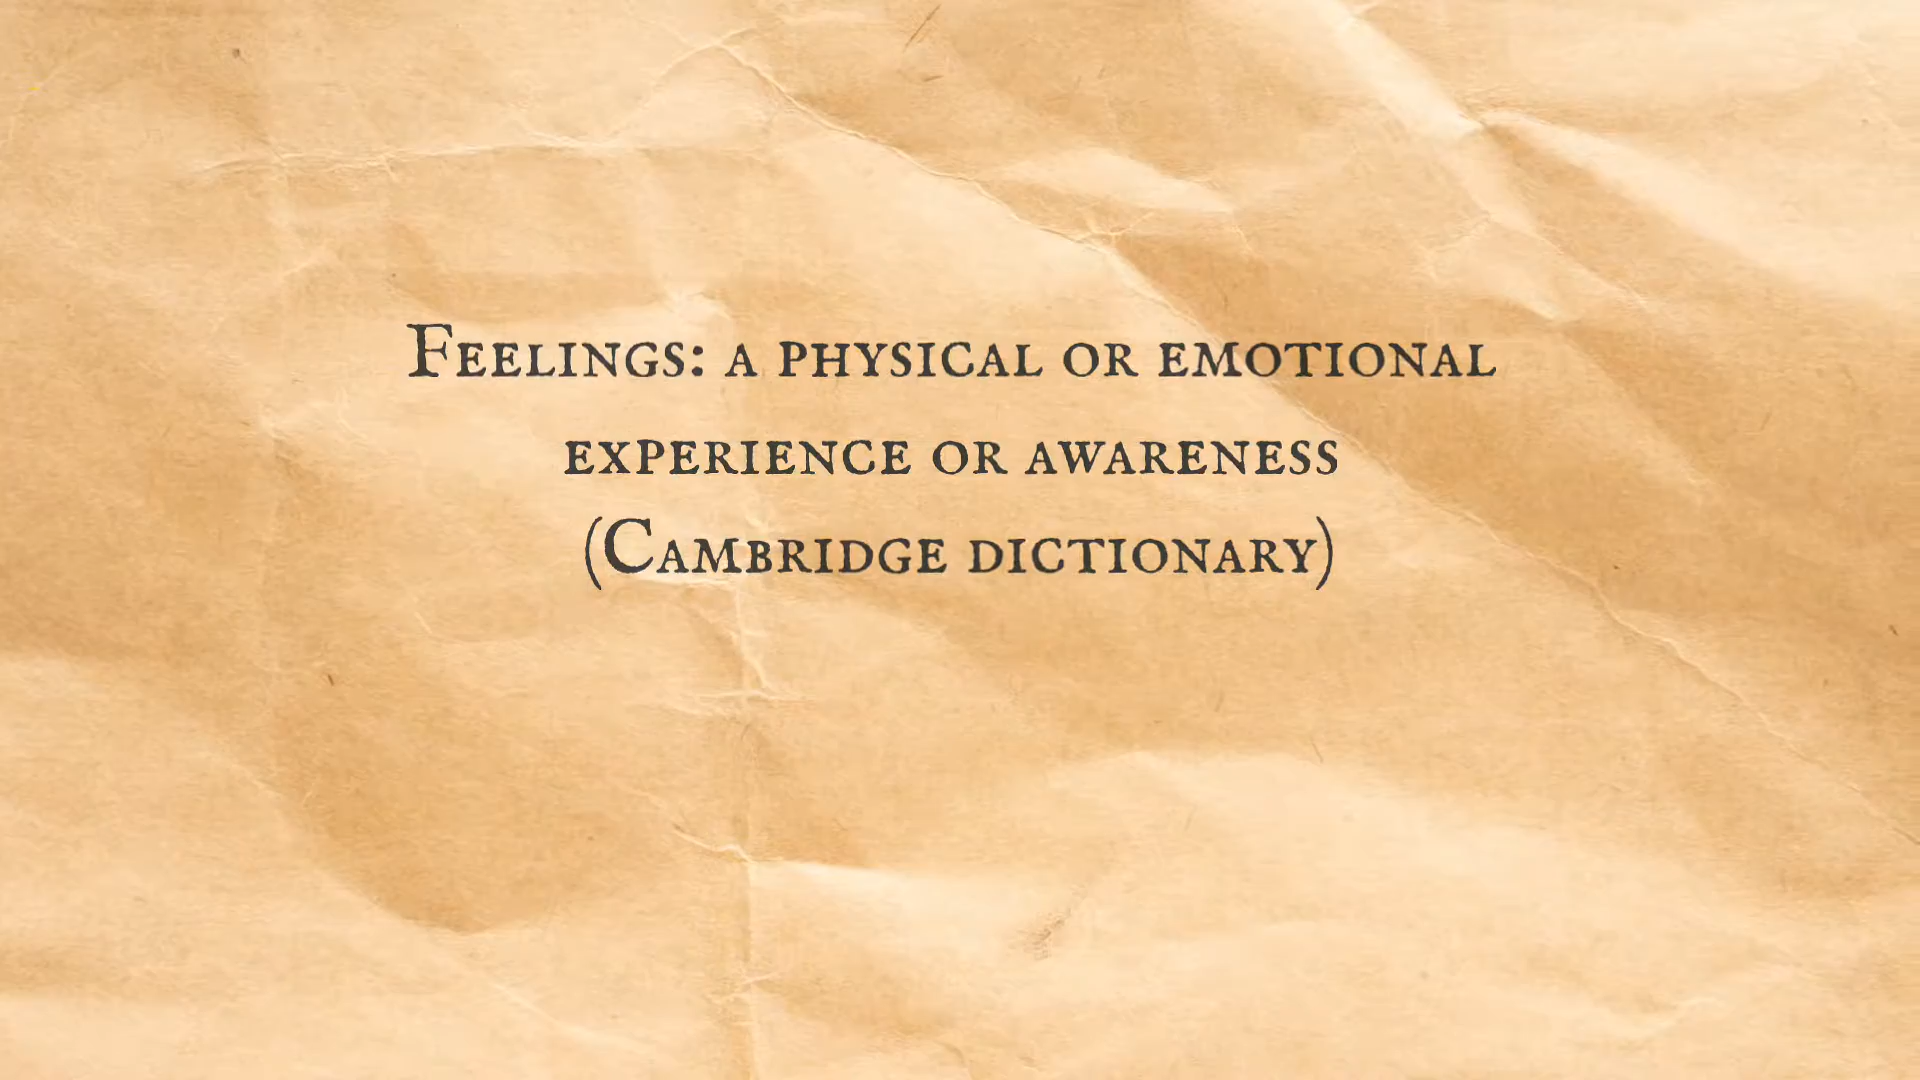 Feelings: a physical or emotional
experience or awareness
(Cambridge dictionary)